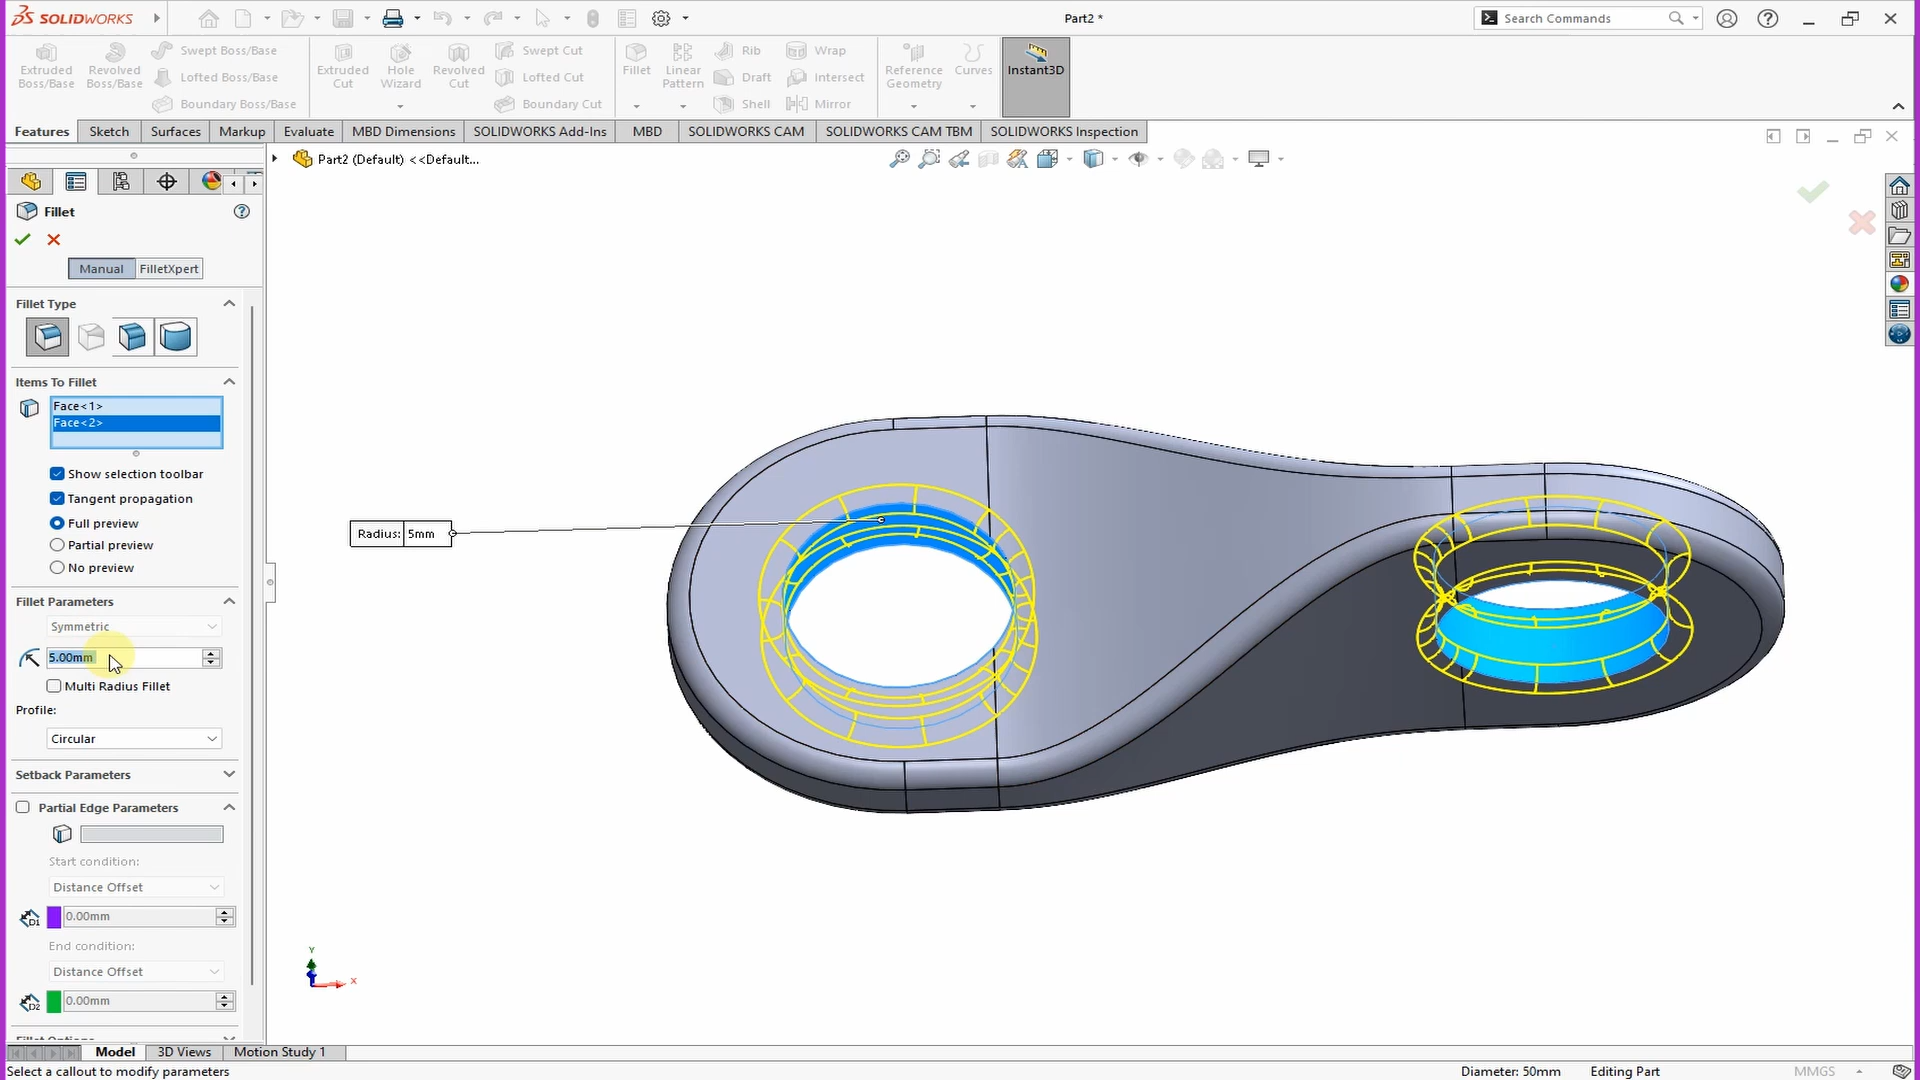 SOLIDWORKS
Part2 *
Search Commands
Extruded Boss/Base
Revolved Boss/Base
Swept Boss/Base
Lofted Boss/Base
Boundary Boss/Base
Extruded Cut
Hole Wizard
Revolved Cut
Swept Cut
Lofted Cut
Boundary Cut
Fillet
Linear Pattern
Rib
Draft
Shell
Wrap
Intersect
Mirror
Reference Geometry
Curves
Instant3D
Features
Sketch
Surfaces
Markup
Evaluate
MBD Dimensions
SOLIDWORKS Add-Ins
MBD
SOLIDWORKS CAM
SOLIDWORKS CAM TBM
SOLIDWORKS Inspection
Part2 (Default) <<Default...
Fillet
Manual
FilletXpert
Fillet Type
Items To Fillet
Face<1>
Face<2>
Show selection toolbar
Tangent propagation
Full preview
Partial preview
No preview
Fillet Parameters
Symmetric
5.00mm
Multi Radius Fillet
Profile:
Circular
Setback Parameters
Partial Edge Parameters
Start condition:
Distance Offset
D1
0.00mm
End condition:
Distance Offset
D2
0.00mm
Fillet Options
Radius: 5mm
Y
X
Model
3D Views
Motion Study 1
Select a callout to modify parameters
Diameter: 50mm
Editing Part
MMGS